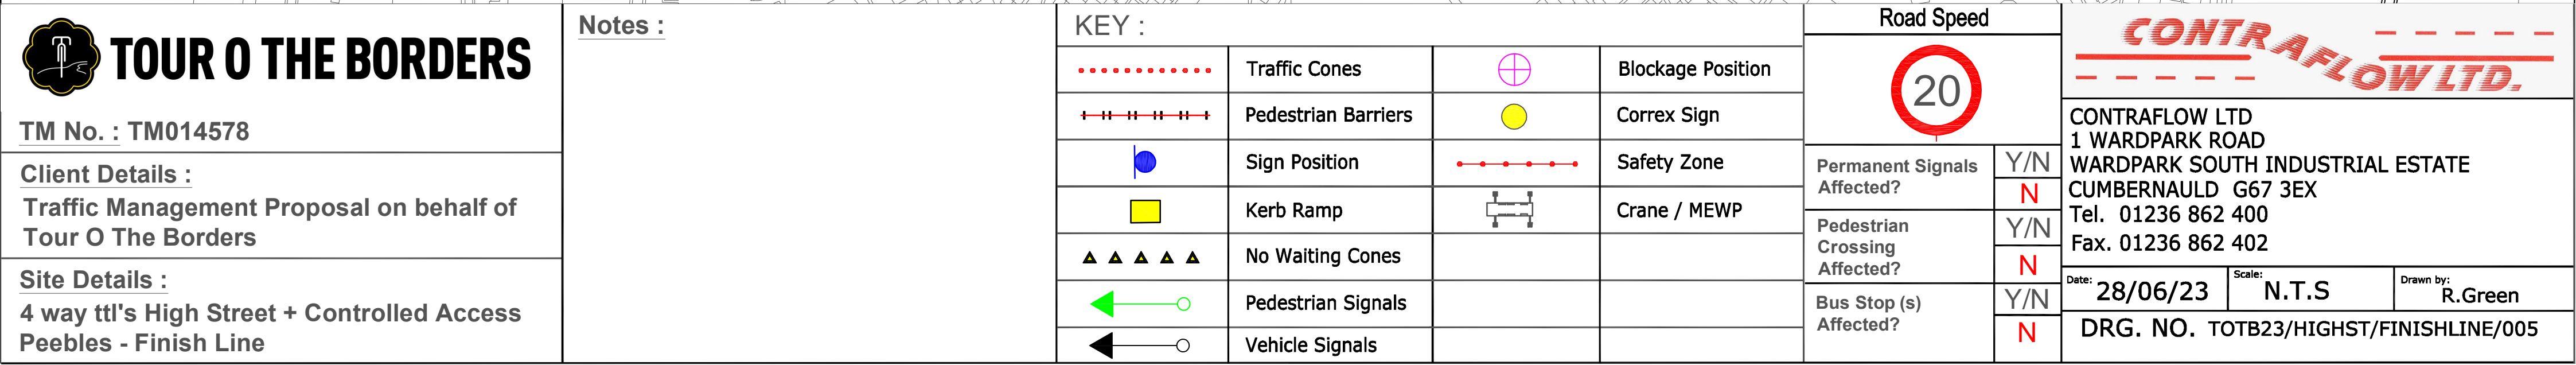 TOUR O THE BORDERS
TM No. : TM014578
Client Details :
Traffic Management Proposal on behalf of
Tour O The Borders
Site Details :
4 way ttl's High Street + Controlled Access
Peebles - Finish Line
Notes :
KEY :
Traffic Cones
Blockage Position
Pedestrian Barriers
Correx Sign
Sign Position
Safety Zone
Kerb Ramp
Crane / MEWP
No Waiting Cones
Pedestrian Signals
Vehicle Signals
Road Speed
20
Permanent Signals
Affected?
Y/N
N
Pedestrian
Crossing
Affected?
Y/N
N
Bus Stop (s)
Affected?
Y/N
N
CONTRAFLOW LTD.
CONTRAFLOW LTD
1 WARDPARK ROAD
WARDPARK SOUTH INDUSTRIAL ESTATE
CUMBERNAULD G67 3EX
Tel. 01236 862 400
Fax. 01236 862 402
Date: 28/06/23
Scale: N.T.S
Drawn by: R.Green
DRG. NO. TOTB23/HIGHST/FINISHLINE/005